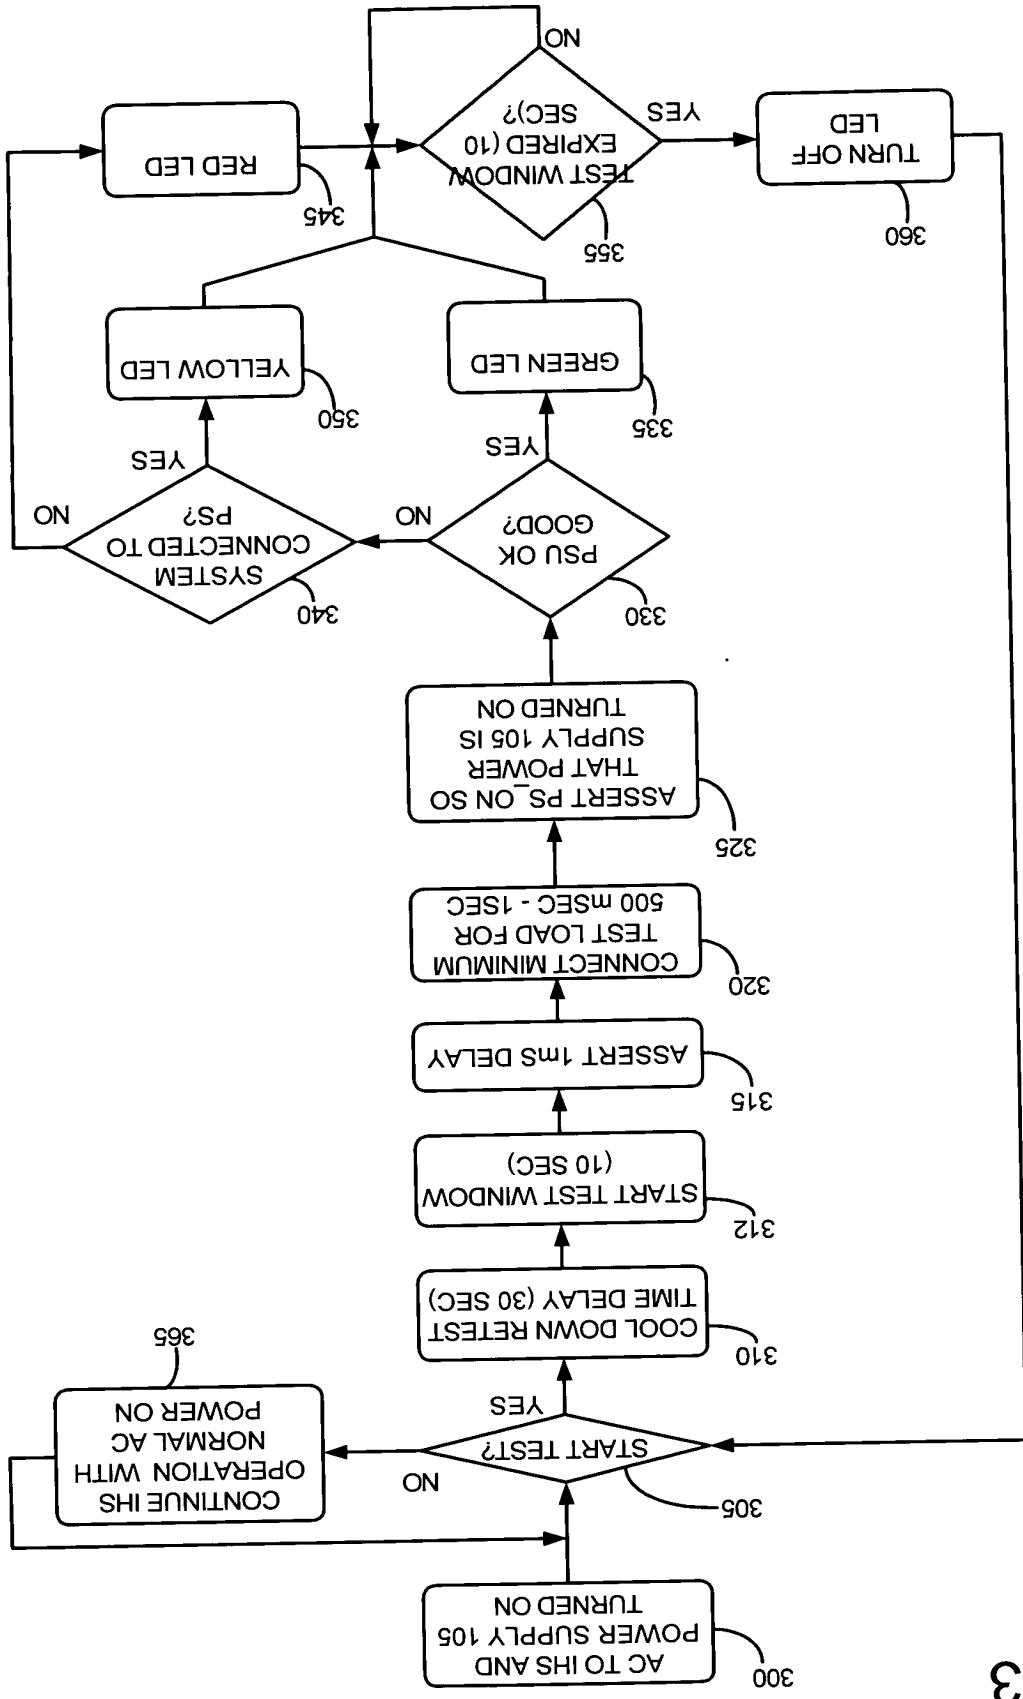 3
300
AC TO IHS AND
POWER SUPPLY 105
TURNED ON
305
START TEST?
NO
YES
CONTINUE IHS
OPERATION WITH
NORMAL AC
POWER ON
365
310
COOL DOWN RETEST
TIME DELAY (30 SEC)
312
START TEST WINDOW
(10 SEC)
315
ASSERT 1mS DELAY
320
CONNECT MINIMUM
TEST LOAD FOR
500 mSEC - 1SEC
325
ASSERT PS_ON SO
THAT POWER
SUPPLY 105 IS
TURNED ON
330
PSU OK
GOOD?
NO
YES
340
SYSTEM
CONNECTED TO
PS?
NO
YES
335
GREEN LED
350
YELLOW LED
345
RED LED
355
TEST WINDOW
EXPIRED (10
SEC)?
YES
NO
360
TURN OFF
LED